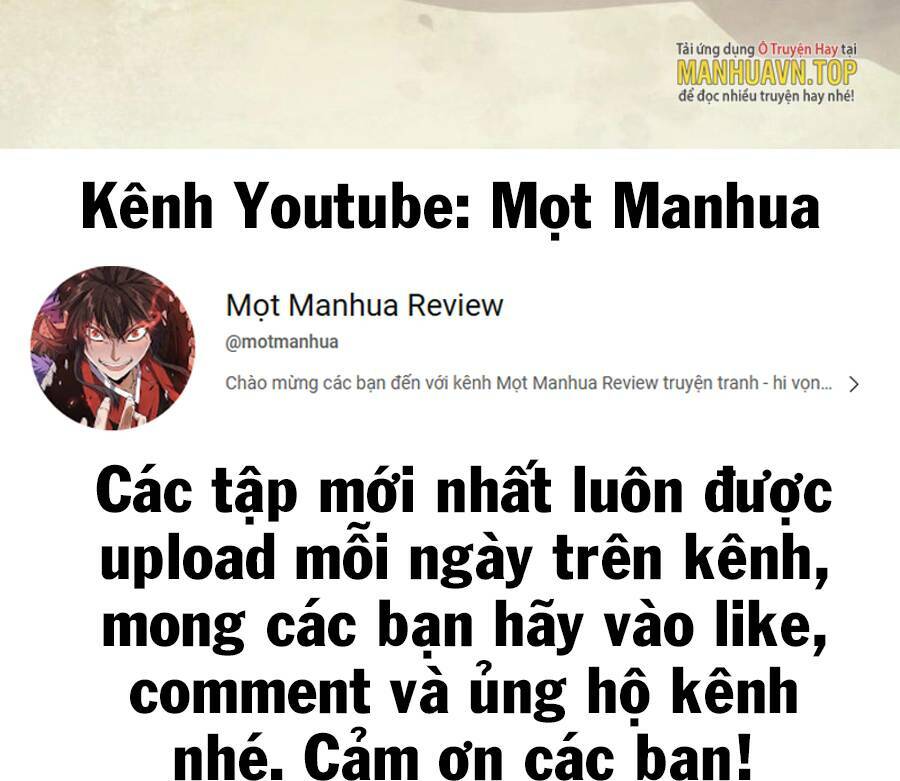 Tải ứng dụng Ổ Truyện Hay tại
MANHUAVN.TOP
để đọc nhiều truyện hay nhé!
Kênh Youtube: Mọt Manhua
Mọt Manhua Review
@motmanhua
Chào mừng các bạn đến với kênh Mọt Manhua Review truyện tranh - hi vọn...
Các tập mới nhất luôn được
upload mỗi ngày trên kênh,
mong các bạn hãy vào like,
comment và ủng hộ kênh
nhé. Cảm ơn các bạn!